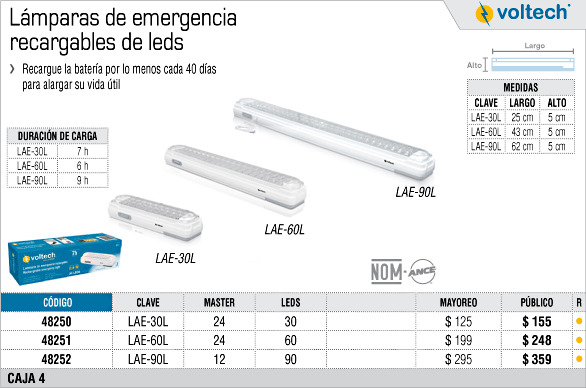 Lámparas de emergencia
recargables de leds
voltech
› Recargue la batería por lo menos cada 40 días
para alargar su vida útil
Largo
Alto
MEDIDAS
CLAVE LARGO ALTO
LAE-30L 25 cm 5 cm
LAE-60L 43 cm 5 cm
LAE-90L 62 cm 5 cm
DURACIÓN DE CARGA
LAE-30L 7 h
LAE-60L 6 h
LAE-90L 9 h
LAE-90L
LAE-60L
LAE-30L
voltech
Lámpara de emergencia recargable
NOM-ANCE
CÓDIGO CLAVE MASTER LEDS MAYOREO PÚBLICO R
48250 LAE-30L 24 30 $ 125 $ 155
48251 LAE-60L 24 60 $ 199 $ 248
48252 LAE-90L 12 90 $ 295 $ 359
CAJA 4